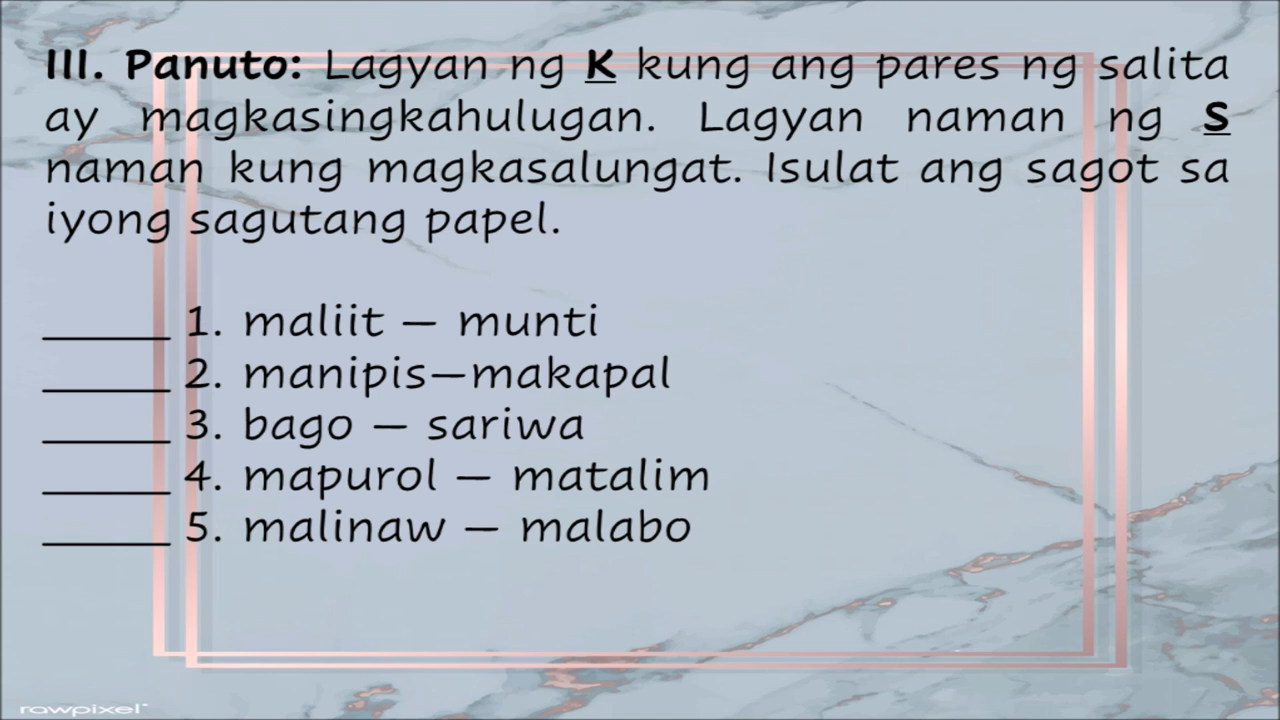 III. Panuto: Lagyan ng K kung ang pares ng salita
ay magkasingkahulugan. Lagyan naman ng S
naman kung magkasalungat. Isulat ang sagot sa
iyong sagutang papel.
______ 1. maliit — munti
______ 2. manipis—makapal
______ 3. bago — sariwa
______ 4. mapurol — matalim
______ 5. malinaw — malabo
rawpixel